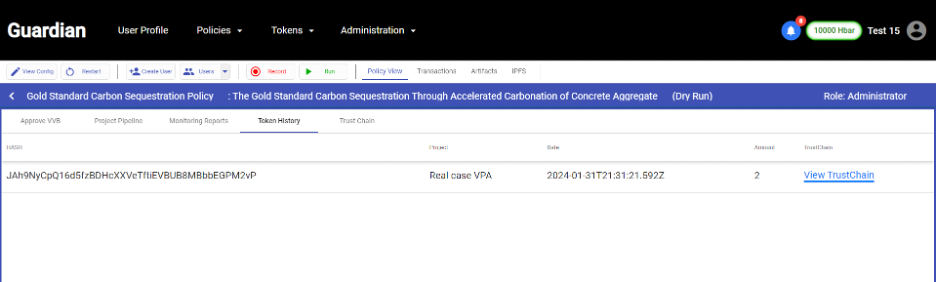 Guardian User Profile Policies Tokens Administration 8 10000 Hbar Test 15
View Config Restart Create User Users Record Run Policy View Transactions Artifacts IPFS
Gold Standard Carbon Sequestration Policy : The Gold Standard Carbon Sequestration Through Accelerated Carbonation of Concrete Aggregate (Dry Run) Role: Administrator
Approve VVB Project Pipeline Monitoring Reports Token History Trust Chain
HASH Project Date Amount TrustChain
JAh9NyCpQ16d5fzBDHcXXVeTftiEVBUB8MBbbEGPM2vP Real case VPA 2024-01-31T21:31:21.592Z 2 View TrustChain